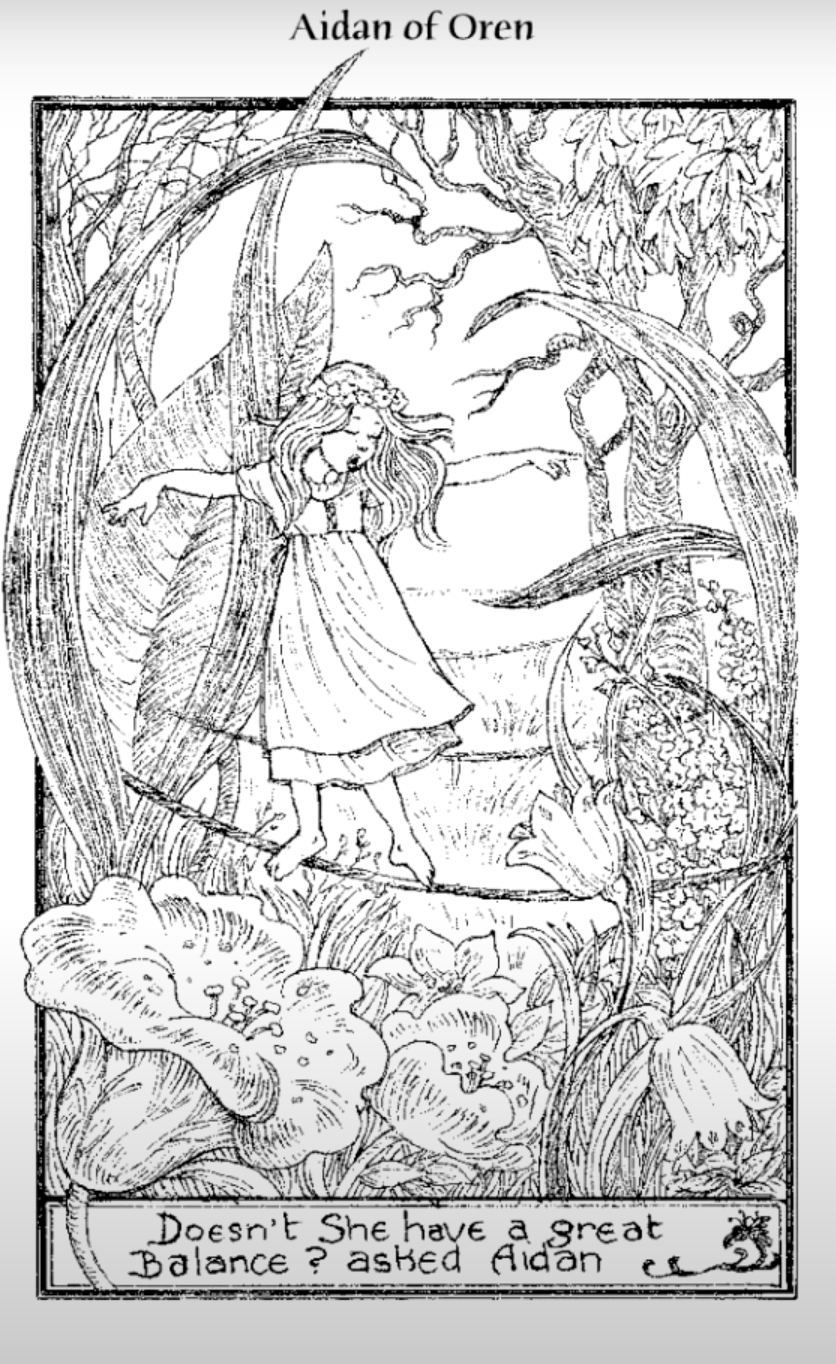 Aidan of Oren
Doesn't She have a great
Balance? asked Aidan